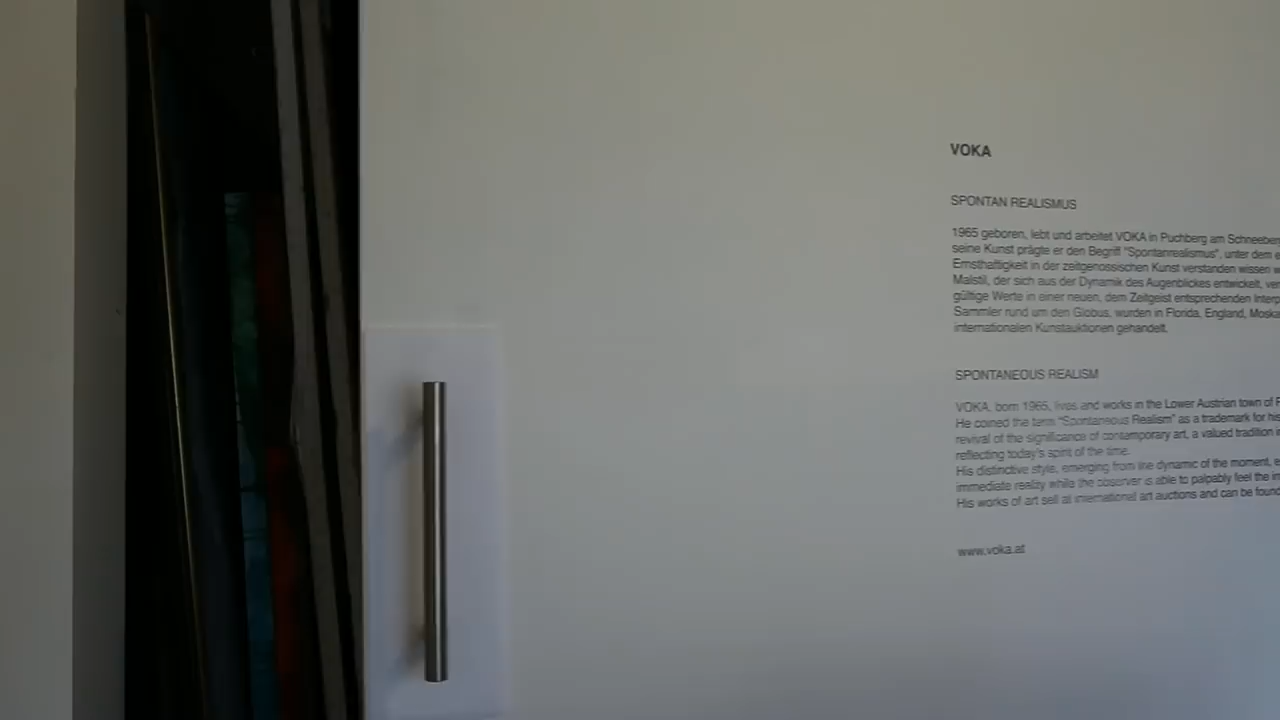 VOKA
SPONTAN REALISMUS
1965 geboren, lebt und arbeitet VOKA in Puchberg am Schneeberg
seine Kunst prägte er den Begriff "Spontanrealismus", unter dem e
Ernsthaftigkeit in der zeitgenössischen Kunst verstanden wissen w
Malstil, der sich aus der Dynamik des Augenblickes entwickelt, ver
gültige Werte in einer neuen, dem Zeitgeist entsprechenden Interp
Sammler rund um den Globus, wurden in Florida, England, Moska
internationalen Kunstauktionen gehandelt.
SPONTANEOUS REALISM
VOKA, born 1965, lives and works in the Lower Austrian town of P
He coined the term "Spontaneous Realism" as a trademark for his
revival of the significance of contemporary art, a valued tradition i
reflecting today's spirit of the time.
His distinctive style, emerging from the dynamic of the moment, e
immediate reality while the observer is able to palpably feel the in
His works of art sell at international art auctions and can be found
www.voka.at